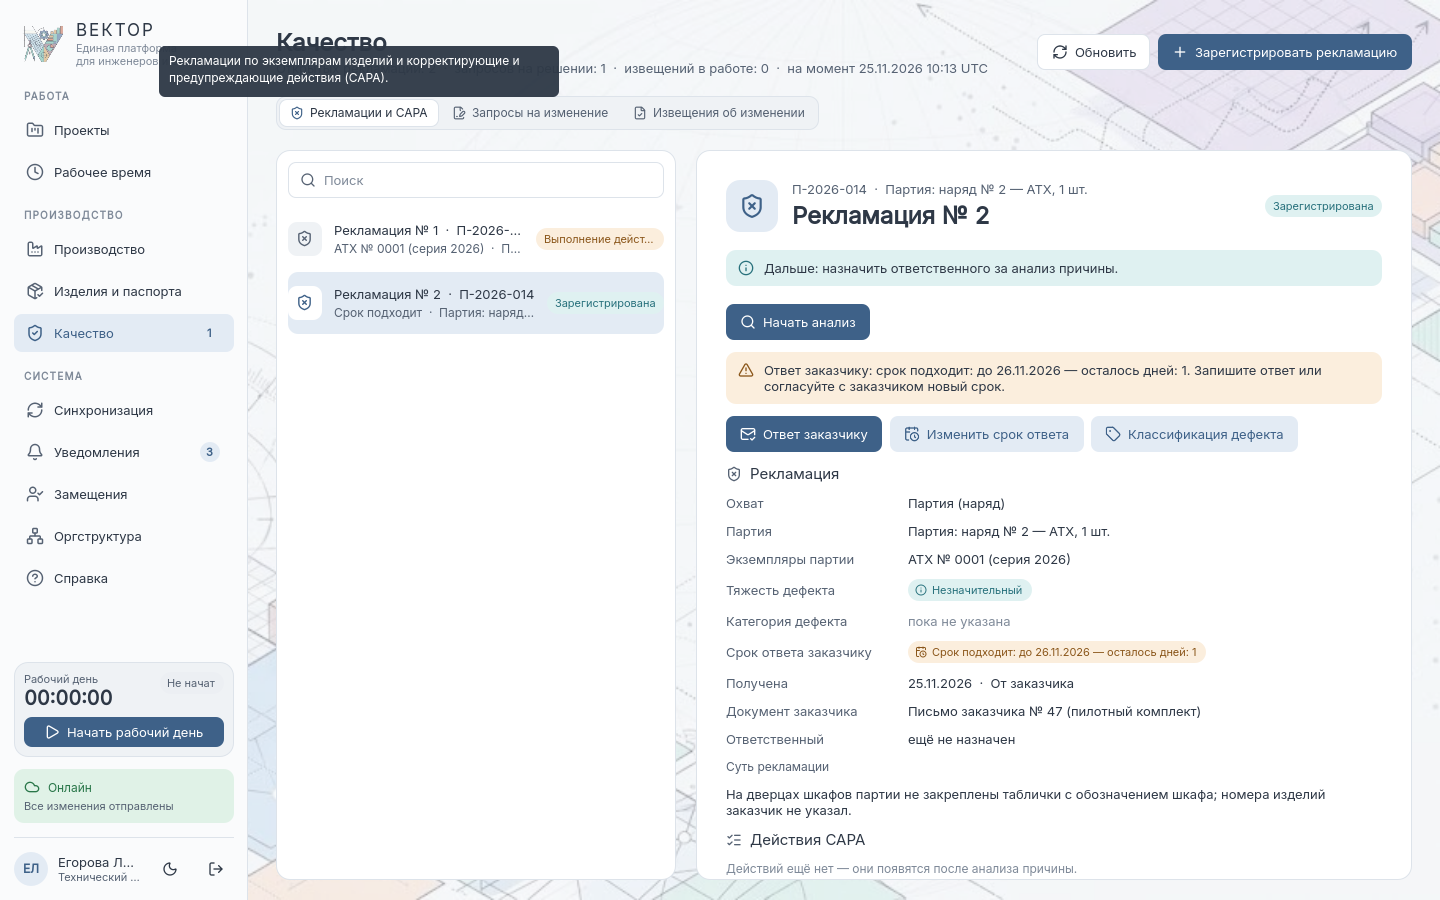 ВЕКТОР
Единая платфор
для инженеров
РАБОТА
Проекты
Рабочее время
ПРОИЗВОДСТВО
Производство
Изделия и паспорта
Качество
1
СИСТЕМА
Синхронизация
Уведомления
3
Замещения
Оргструктура
Справка
Рабочий день
Не начат
00:00:00
Начать рабочий день
Онлайн
Все изменения отправлены
ЕЛ
Егорова Л...
Технический ...
Качество
Рекламации по экземплярам изделий и корректирующие и
предупреждающие действия (CAPA).
решении: 1 · извещений в работе: 0 · на момент 25.11.2026 10:13 UTC
Обновить
Зарегистрировать рекламацию
Рекламации и CAPA
Запросы на изменение
Извещения об изменении
Поиск
Рекламация № 1 · П-2026-...
АТХ № 0001 (серия 2026) · П...
Выполнение дейст...
Рекламация № 2 · П-2026-014
Срок подходит · Партия: наряд...
Зарегистрирована
П-2026-014 · Партия: наряд № 2 — АТХ, 1 шт.
Рекламация № 2
Зарегистрирована
Дальше: назначить ответственного за анализ причины.
Начать анализ
Ответ заказчику: срок подходит: до 26.11.2026 — осталось дней: 1. Запишите ответ или
согласуйте с заказчиком новый срок.
Ответ заказчику
Изменить срок ответа
Классификация дефекта
Рекламация
Охват
Партия (наряд)
Партия
Партия: наряд № 2 — АТХ, 1 шт.
Экземпляры партии
АТХ № 0001 (серия 2026)
Тяжесть дефекта
Незначительный
Категория дефекта
пока не указана
Срок ответа заказчику
Срок подходит: до 26.11.2026 — осталось дней: 1
Получена
25.11.2026 · От заказчика
Документ заказчика
Письмо заказчика № 47 (пилотный комплект)
Ответственный
ещё не назначен
Суть рекламации
На дверцах шкафов партии не закреплены таблички с обозначением шкафа; номера изделий
заказчик не указал.
Действия CAPA
Действий ещё нет — они появятся после анализа причины.